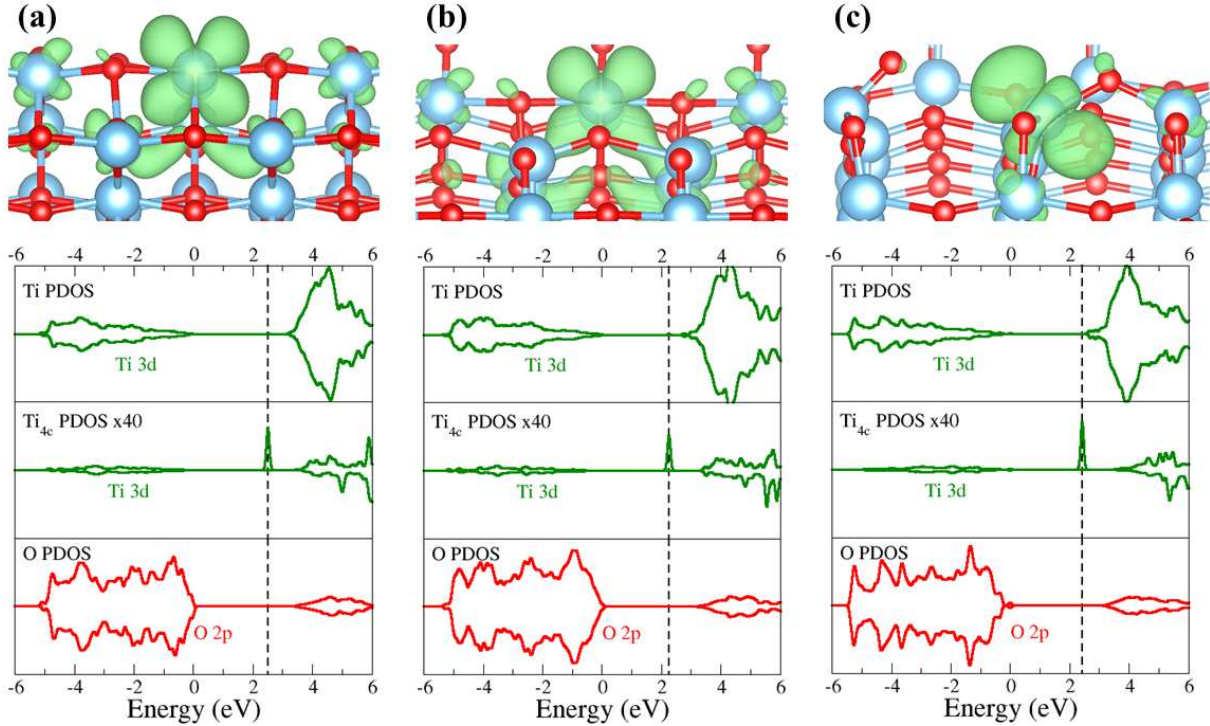 (a)
(b)
(c)
-6 -4 -2 0 2 4 6
-6 -4 -2 0 2 4 6
-6 -4 -2 0 2 4 6
Ti PDOS
Ti PDOS
Ti PDOS
Ti 3d
Ti 3d
Ti 3d
Ti4c PDOS x40
Ti4c PDOS x40
Ti4c PDOS x40
Ti 3d
Ti 3d
Ti 3d
O PDOS
O PDOS
O PDOS
O 2p
O 2p
O 2p
-6 -4 -2 0 2 4 6
-6 -4 -2 0 2 4 6
-6 -4 -2 0 2 4 6
Energy (eV)
Energy (eV)
Energy (eV)